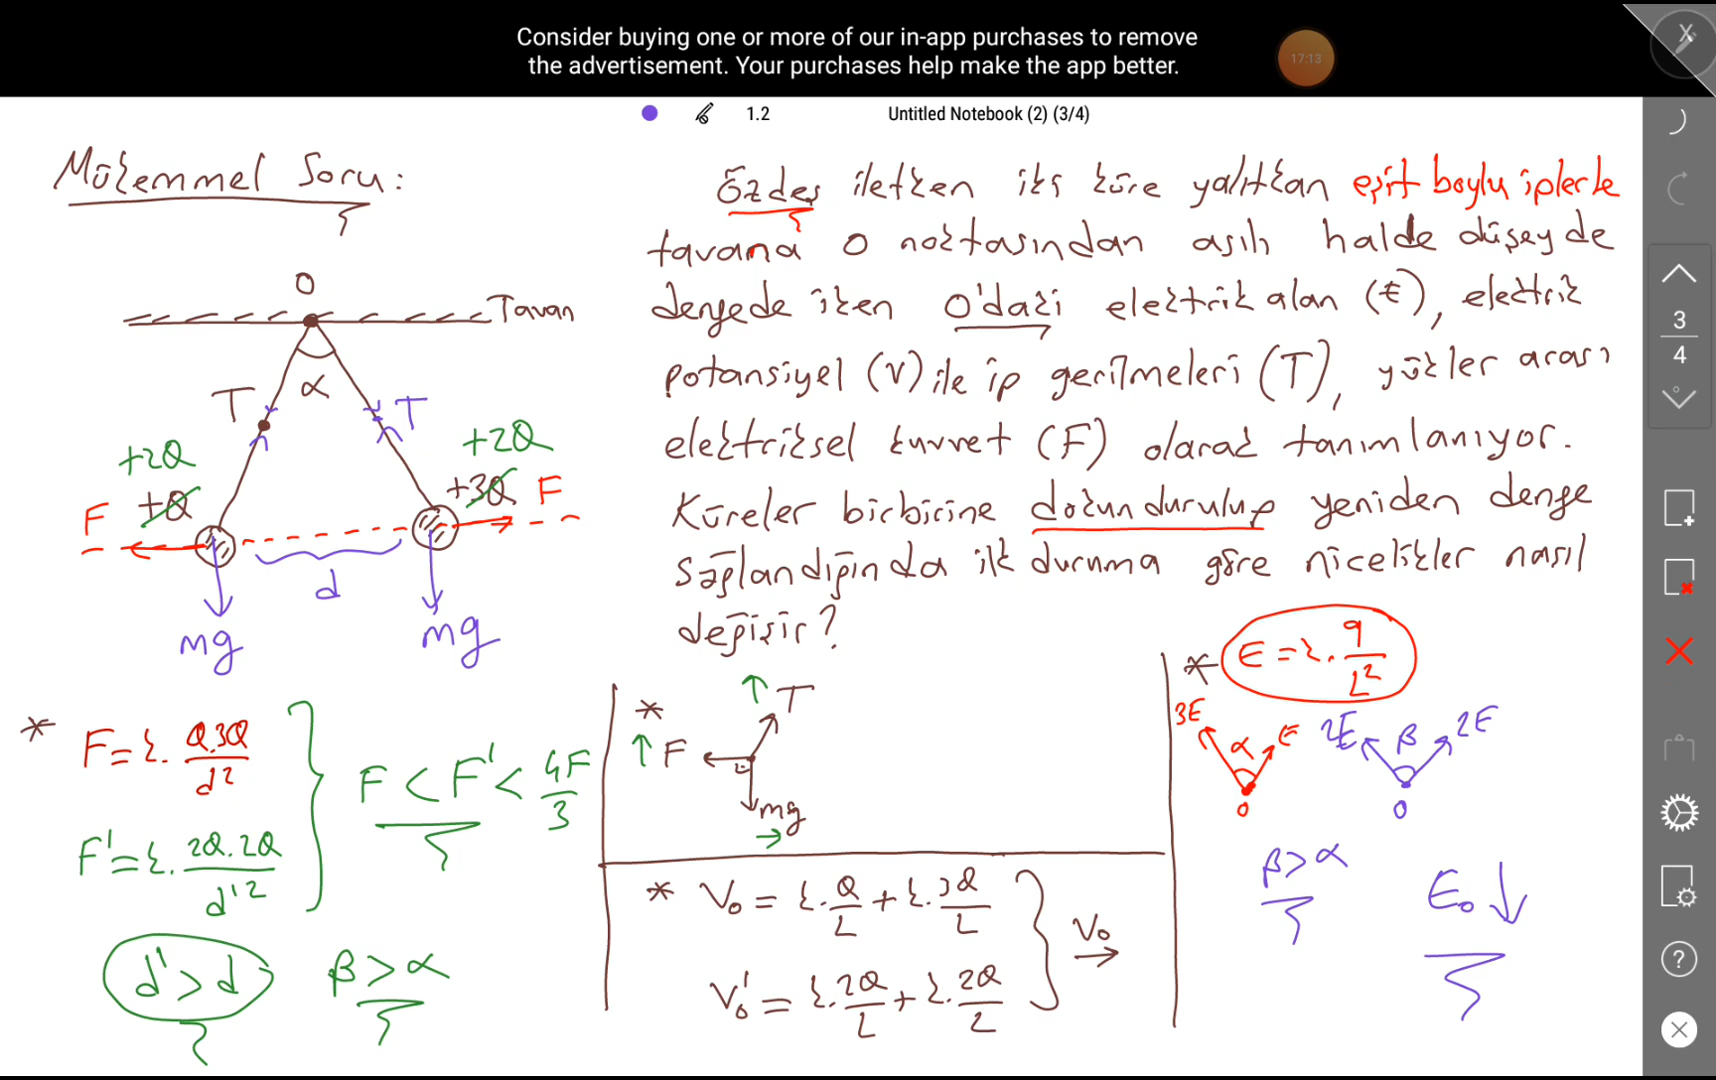 Consider buying one or more of our in-app purchases to remove
the advertisement. Your purchases help make the app better.
17:13
X
1.2
Untitled Notebook (2) (3/4)
Mükemmel Soru:
Özdeş iletken iki küre yalıtkan eşit boylu iplerle
tavana O noktasından asılı halde düşeyde
dengede iken O'daki elektrik alan (E), elektrik
potansiyel (V) ile ip gerilmeleri (T), yükler arası
elektriksel kuvvet (F) olarak tanımlanıyor.
Küreler birbirine dokundurulup yeniden denge
sağlandığında ilk duruma göre nicelikler nasıl
değişir?
O
Tavan
α
T
T
+2Q
+2Q
F
+Q
+3Q
F
d
mg
mg
* F=k.Q.3Q/d²
F'=k.2Q.2Q/d'²
F < F' < 4F/3
d'>d
β>α
* ↑T
↑F
mg
→
* V₀ = k.Q/L + k.3Q/L
V₀' = k.2Q/L + k.2Q/L
V₀
→
* E=k.q/L²
3E
α
E
O
2E
β
2E
O
β>α
E₀↓
3
4
?